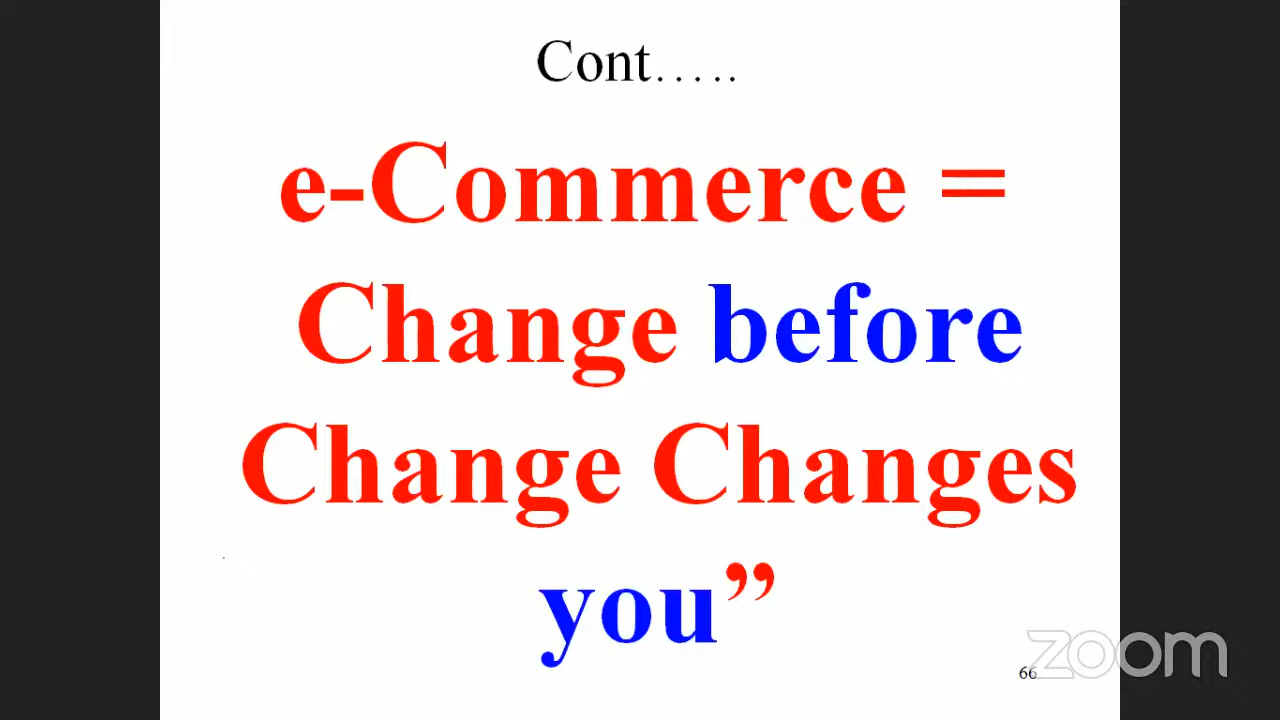 Cont.....
e-Commerce =
Change before
Change Changes
you”
66
zoom